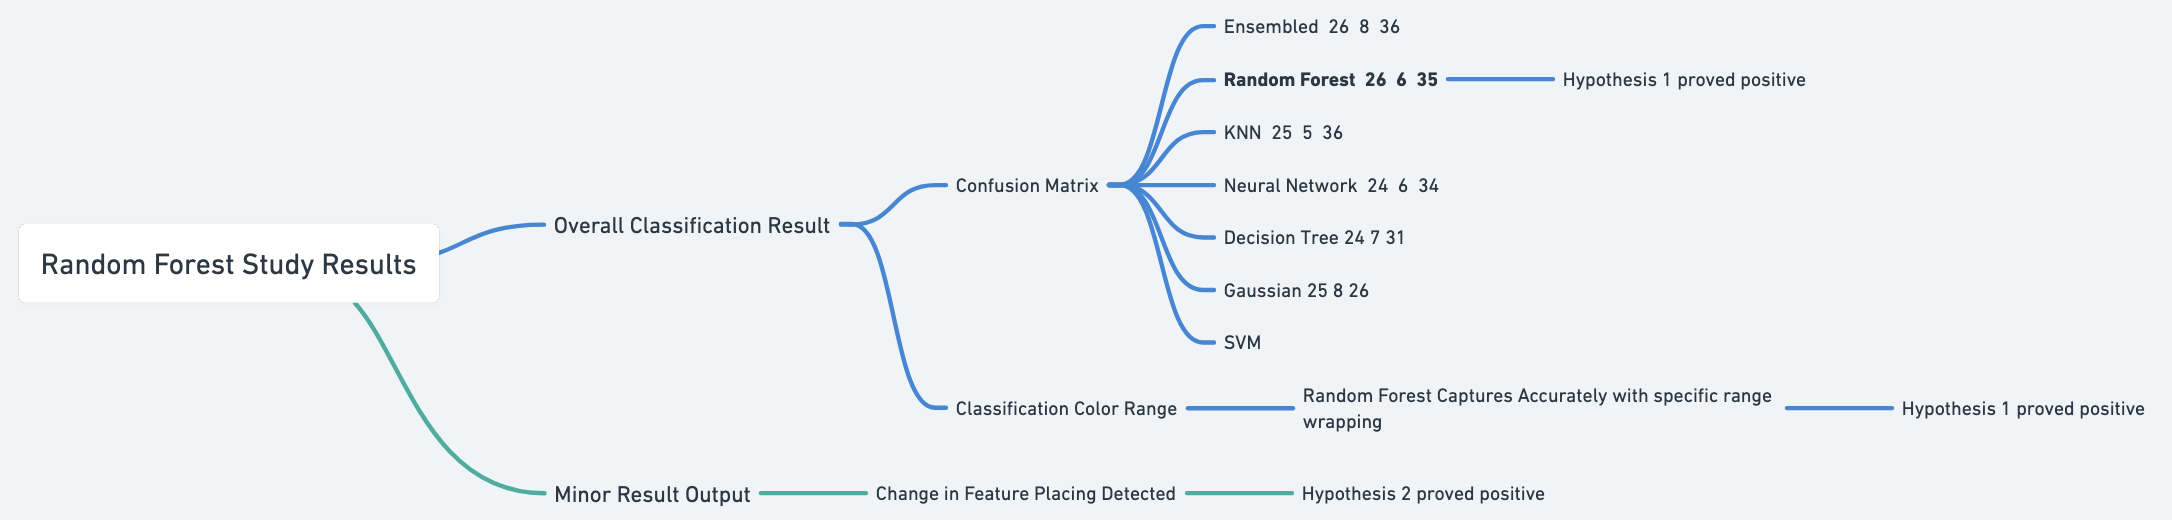 Random Forest Study Results
Overall Classification Result
Confusion Matrix
Ensembled 26 8 36
Random Forest 26 6 35
Hypothesis 1 proved positive
KNN 25 5 36
Neural Network 24 6 34
Decision Tree 24 7 31
Gaussian 25 8 26
SVM
Classification Color Range
Random Forest Captures Accurately with specific range
wrapping
Hypothesis 1 proved positive
Minor Result Output
Change in Feature Placing Detected
Hypothesis 2 proved positive